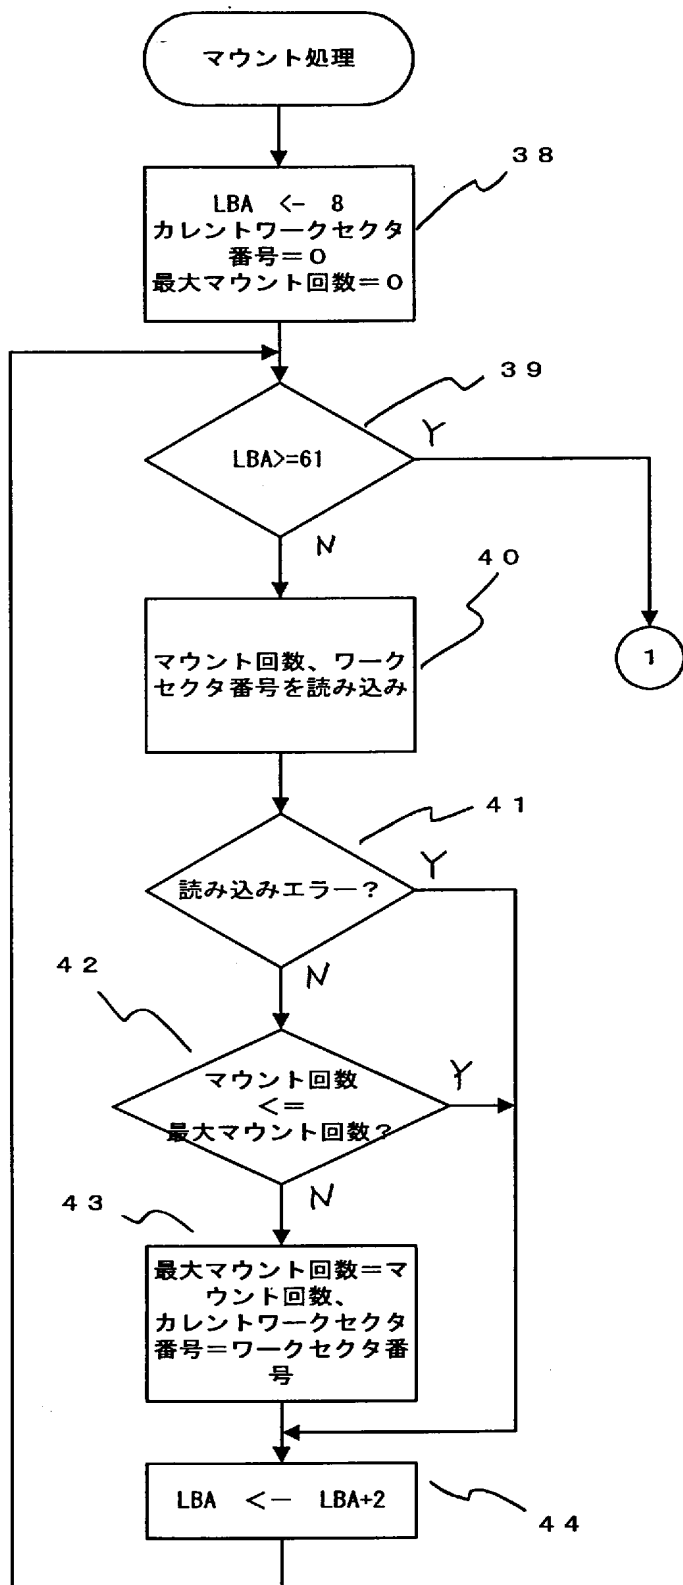 マウント処理
３８
LBA <- 8
カレントワークセクタ
番号＝０
最大マウント回数＝０
３９
Y
LBA>=61
N
４０
マウント回数、ワーク
セクタ番号を読み込み
1
４１
Y
読み込みエラー？
N
４２
マウント回数
<=
最大マウント回数？
Y
N
４３
最大マウント回数＝マ
ウント回数、
カレントワークセクタ
番号＝ワークセクタ番
号
LBA <- LBA+2
４４